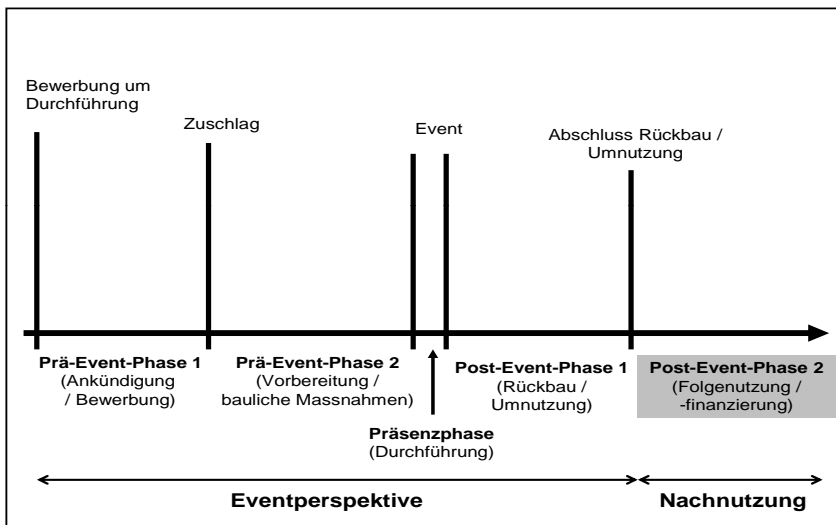 Bewerbung um
Durchführung
Zuschlag
Event
Abschluss Rückbau /
Umnutzung
Prä-Event-Phase 1
(Ankündigung
/ Bewerbung)
Prä-Event-Phase 2
(Vorbereitung /
bauliche Massnahmen)
Präsenzphase
(Durchführung)
Post-Event-Phase 1
(Rückbau /
Umnutzung)
Post-Event-Phase 2
(Folgenutzung /
-finanzierung)
Eventperspektive
Nachnutzung